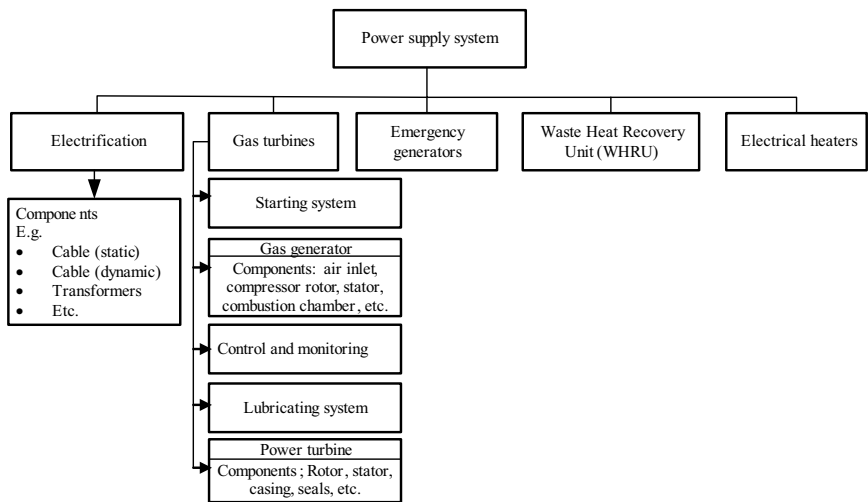 Power supply system
Electrification
Gas turbines
Emergency
generators
Waste Heat Recovery
Unit (WHRU)
Electrical heaters
Components
E.g.
• Cable (static)
• Cable (dynamic)
• Transformers
• Etc.
Starting system
Gas generator
Components: air inlet,
compressor rotor, stator,
combustion chamber, etc.
Control and monitoring
Lubricating system
Power turbine
Components; Rotor, stator,
casing, seals, etc.